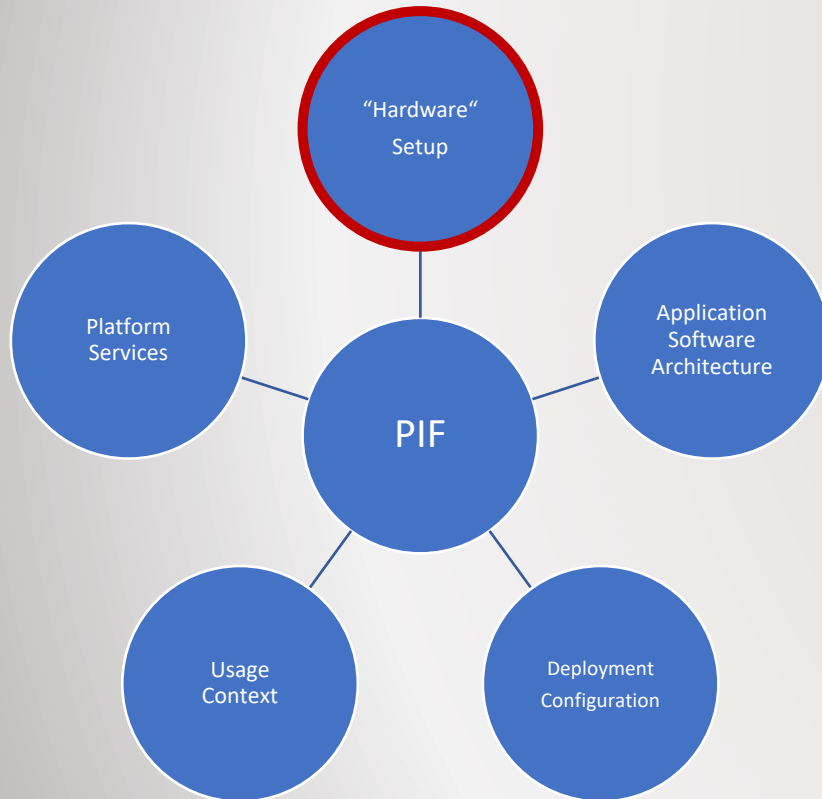 “Hardware“
Setup
Platform
Services
Application
Software
Architecture
PIF
Usage
Context
Deployment
Configuration